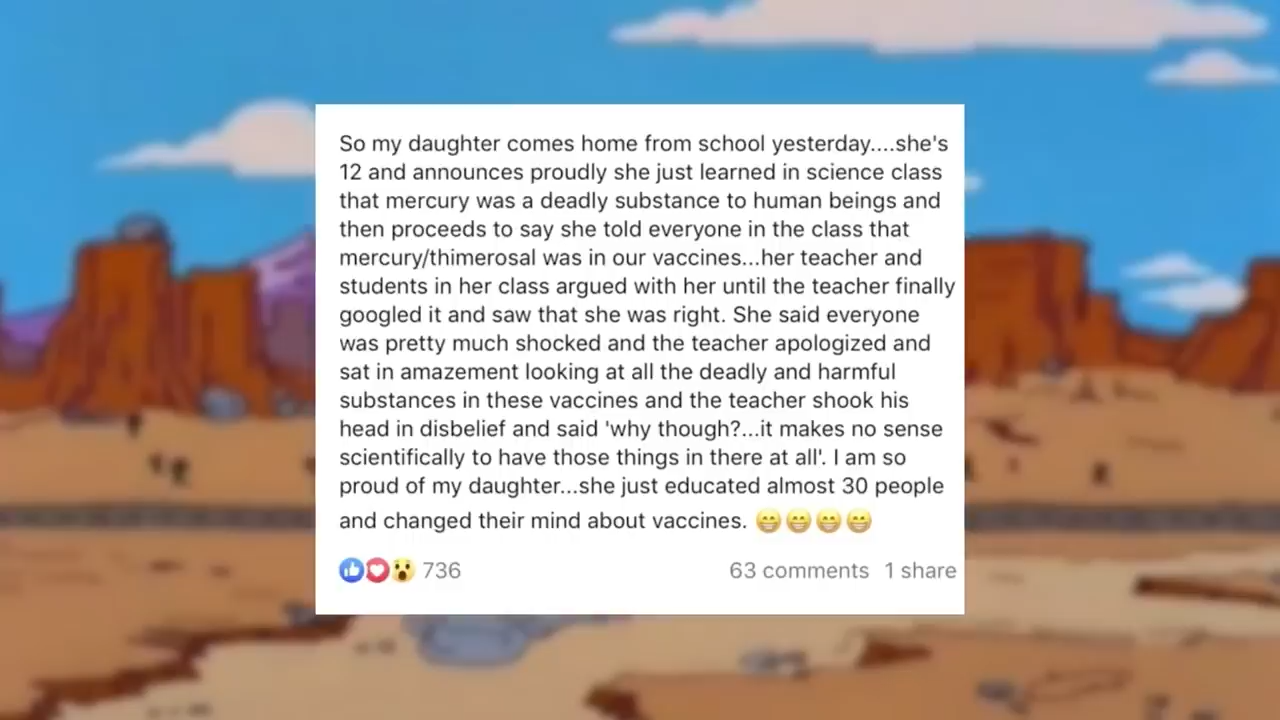 So my daughter comes home from school yesterday....she's
12 and announces proudly she just learned in science class
that mercury was a deadly substance to human beings and
then proceeds to say she told everyone in the class that
mercury/thimerosal was in our vaccines...her teacher and
students in her class argued with her until the teacher finally
googled it and saw that she was right. She said everyone
was pretty much shocked and the teacher apologized and
sat in amazement looking at all the deadly and harmful
substances in these vaccines and the teacher shook his
head in disbelief and said 'why though?...it makes no sense
scientifically to have those things in there at all'. I am so
proud of my daughter...she just educated almost 30 people
and changed their mind about vaccines. 😁😁😁😁
736 63 comments 1 share